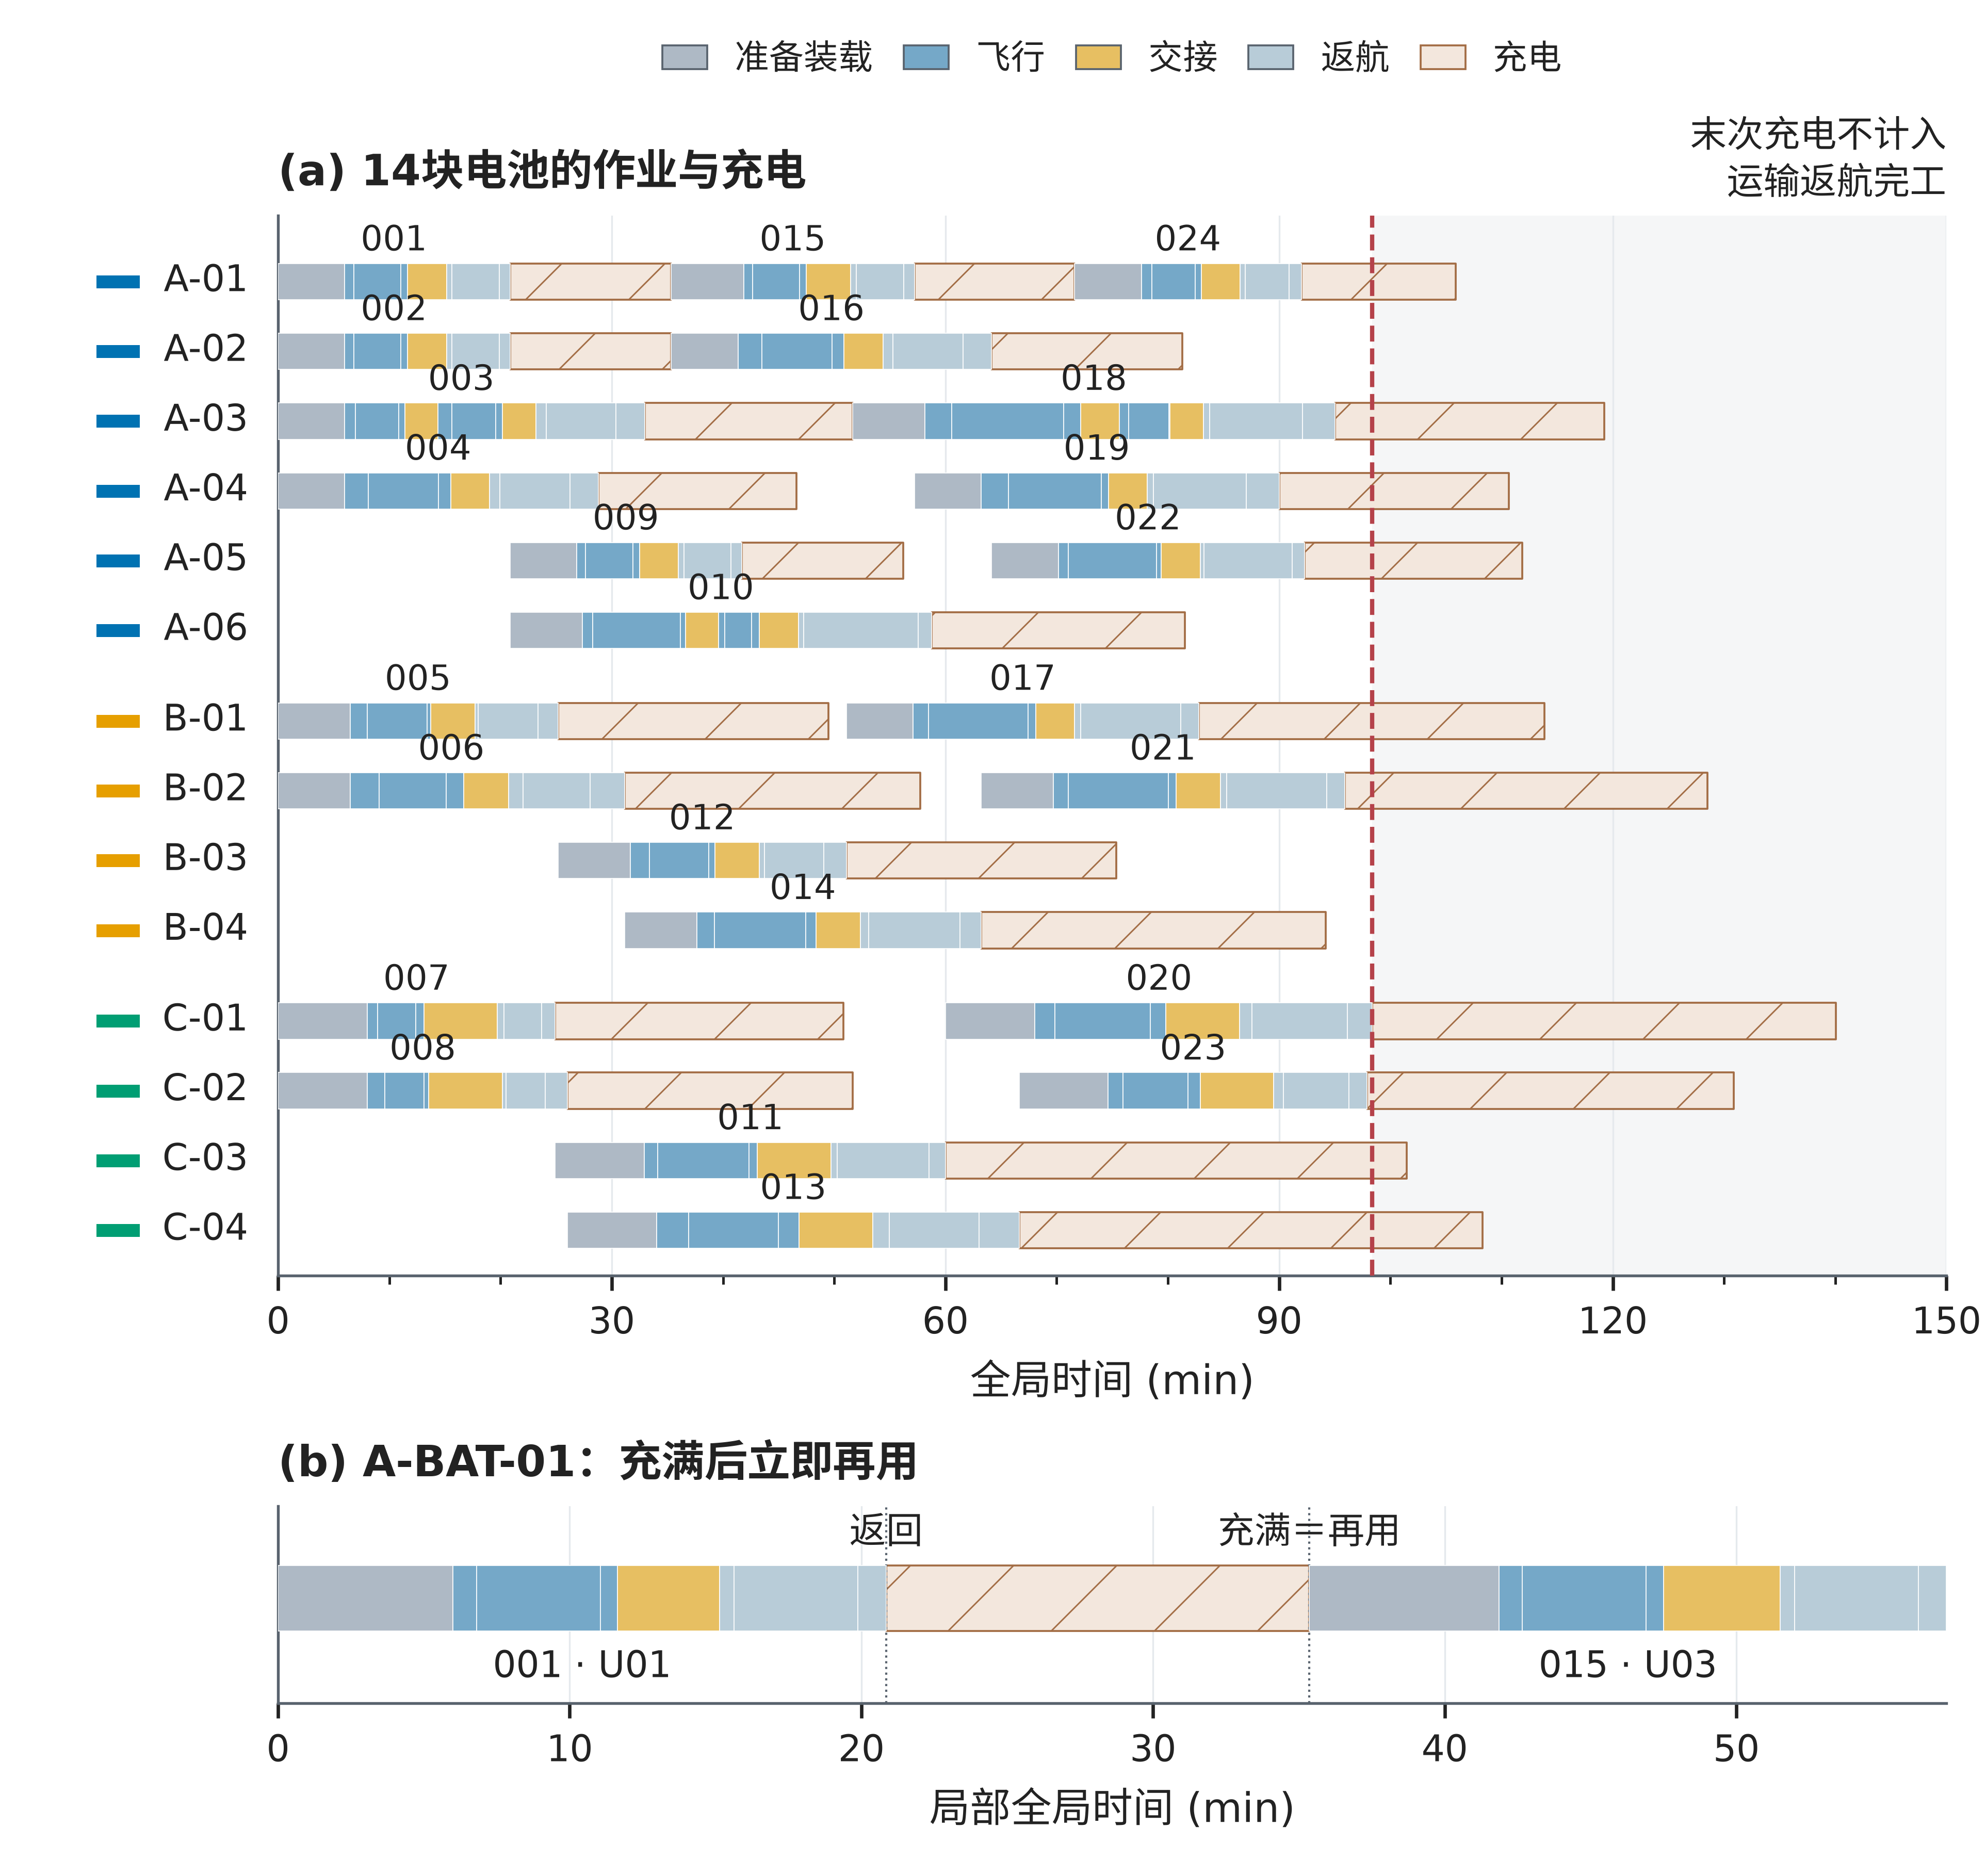 准备装载 飞行 交接 返航 充电
末次充电不计入
运输返航完工
(a) 14块电池的作业与充电
001 015 024
A-01
002 016
A-02
003 018
A-03
004 019
A-04
009 022
A-05
010
A-06
005 017
B-01
006 021
B-02
012
B-03
014
B-04
007 020
C-01
008 023
C-02
011
C-03
013
C-04
0 30 60 90 120 150
全局时间 (min)
(b) A-BAT-01：充满后立即再用
返回 充满=再用
001 · U01 015 · U03
0 10 20 30 40 50
局部全局时间 (min)